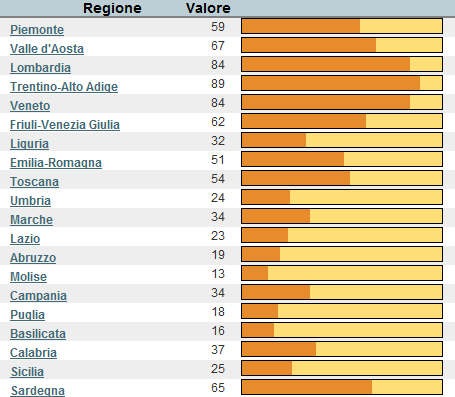 Regione Valore
Piemonte 59
Valle d'Aosta 67
Lombardia 84
Trentino-Alto Adige 89
Veneto 84
Friuli-Venezia Giulia 62
Liguria 32
Emilia-Romagna 51
Toscana 54
Umbria 24
Marche 34
Lazio 23
Abruzzo 19
Molise 13
Campania 34
Puglia 18
Basilicata 16
Calabria 37
Sicilia 25
Sardegna 65